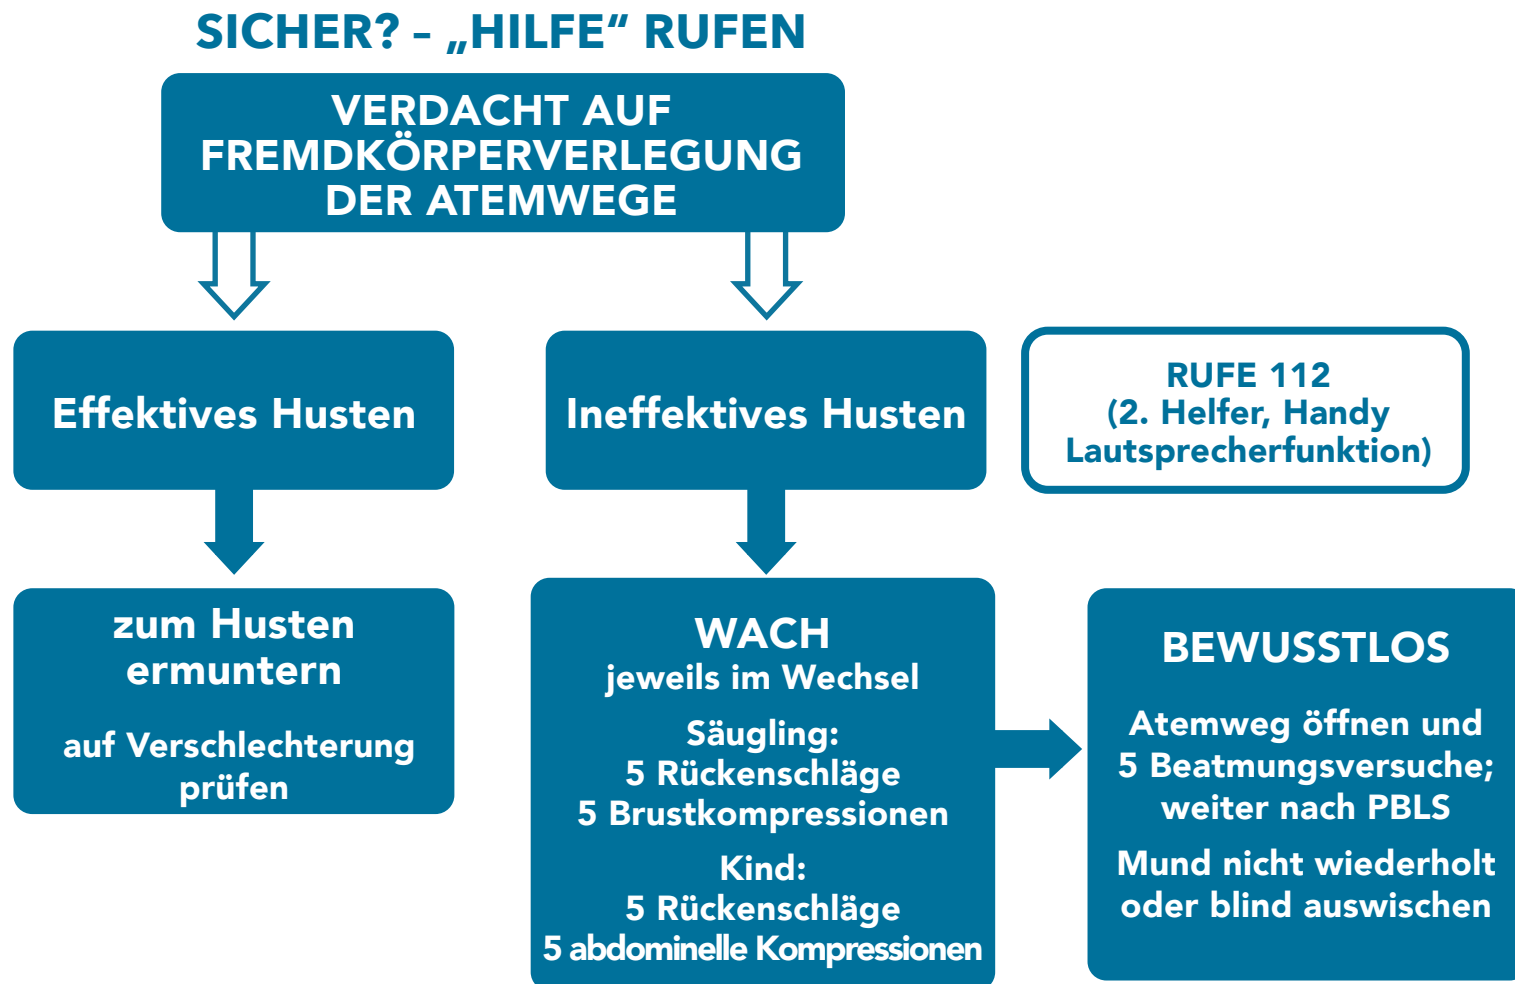 SICHER? – „HILFE“ RUFEN
VERDACHT AUF
FREMDKÖRPERVERLEGUNG
DER ATEMWEGE
Effektives Husten
Ineffektives Husten
RUFE 112
(2. Helfer, Handy
Lautsprecherfunktion)
zum Husten
ermuntern
auf Verschlechterung
prüfen
WACH
jeweils im Wechsel
Säugling:
5 Rückenschläge
5 Brustkompressionen
Kind:
5 Rückenschläge
5 abdominelle Kompressionen
BEWUSSTLOS
Atemweg öffnen und
5 Beatmungsversuche;
weiter nach PBLS
Mund nicht wiederholt
oder blind auswischen